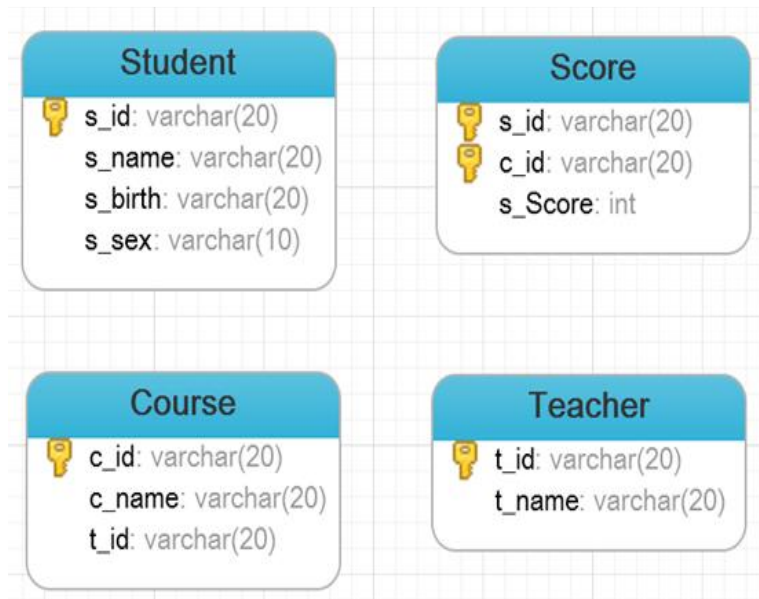 Student
s_id: varchar(20)
s_name: varchar(20)
s_birth: varchar(20)
s_sex: varchar(10)
Score
s_id: varchar(20)
c_id: varchar(20)
s_Score: int
Course
c_id: varchar(20)
c_name: varchar(20)
t_id: varchar(20)
Teacher
t_id: varchar(20)
t_name: varchar(20)